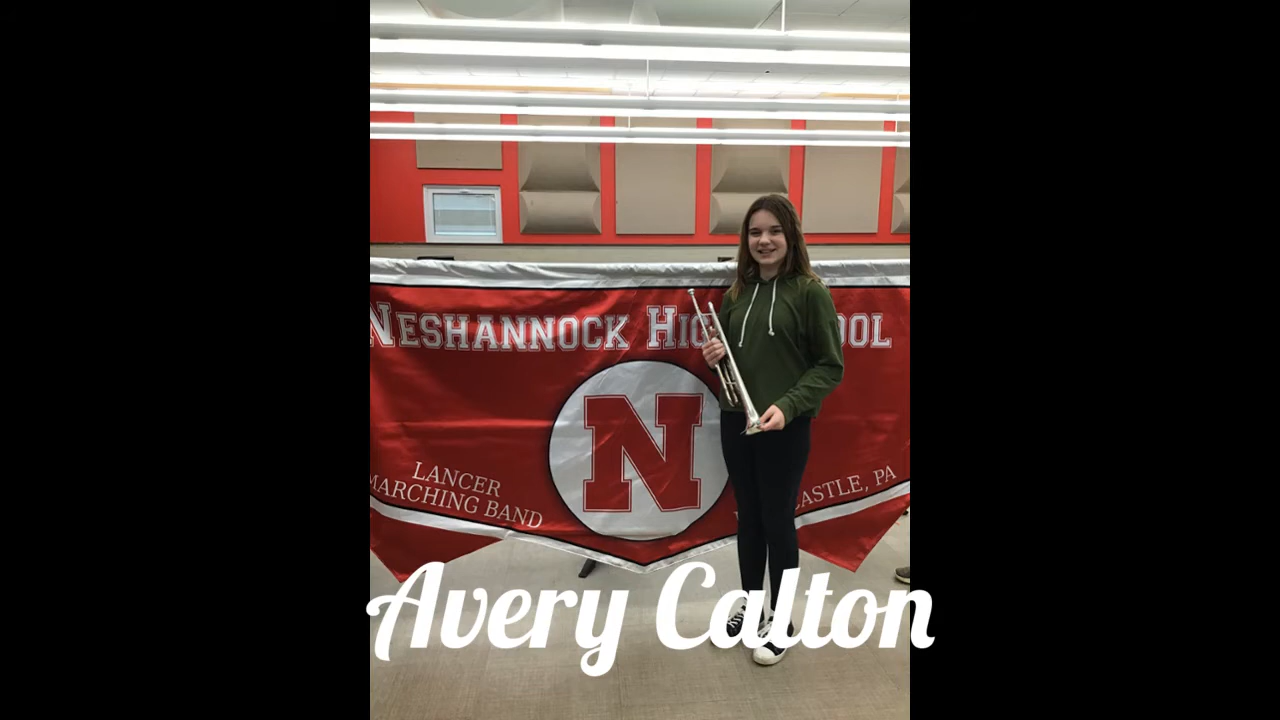 NESHANNOCK HIG OOL
N
LANCER
MARCHING BAND
ASTLE, PA
Avery Calton